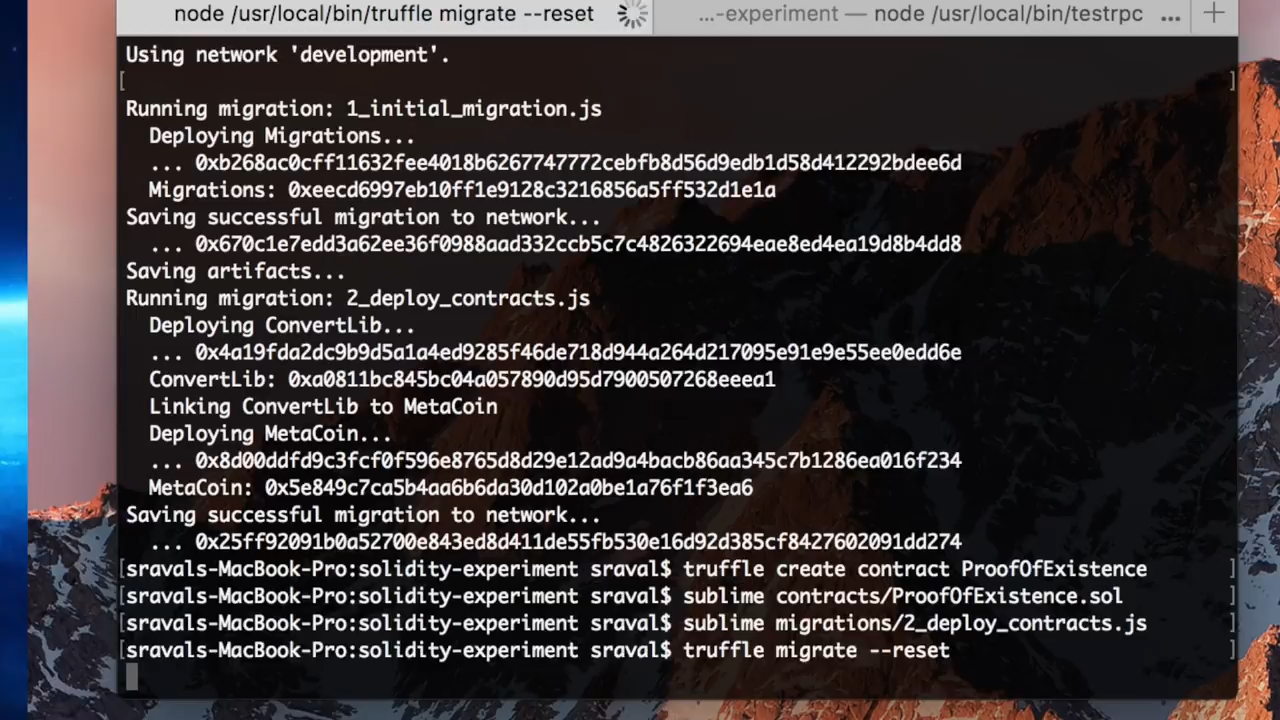 node /usr/local/bin/truffle migrate --reset
...-experiment — node /usr/local/bin/testrpc ... +
Using network 'development'.
[ ]
Running migration: 1_initial_migration.js
Deploying Migrations...
... 0xb268ac0cff11632fee4018b6267747772cebfb8d56d9edb1d58d412292bdee6d
Migrations: 0xeecd6997eb10ff1e9128c3216856a5ff532d1e1a
Saving successful migration to network...
... 0x670c1e7edd3a62ee36f0988aad332ccb5c7c4826322694eae8ed4ea19d8b4dd8
Saving artifacts...
Running migration: 2_deploy_contracts.js
Deploying ConvertLib...
... 0x4a19fda2dc9b9d5a1a4ed9285f46de718d944a264d217095e91e9e55ee0edd6e
ConvertLib: 0xa0811bc845bc04a057890d95d7900507268eeea1
Linking ConvertLib to MetaCoin
Deploying MetaCoin...
... 0x8d00ddfd9c3fcf0f596e8765d8d29e12ad9a4bacb86aa345c7b1286ea016f234
MetaCoin: 0x5e849c7ca5b4aa6b6da30d102a0be1a76f1f3ea6
Saving successful migration to network...
... 0x25ff92091b0a52700e843ed8d411de55fb530e16d92d385cf8427602091dd274
[sravals-MacBook-Pro:solidity-experiment sraval$ truffle create contract ProofOfExistence ]
[sravals-MacBook-Pro:solidity-experiment sraval$ sublime contracts/ProofOfExistence.sol ]
[sravals-MacBook-Pro:solidity-experiment sraval$ sublime migrations/2_deploy_contracts.js ]
[sravals-MacBook-Pro:solidity-experiment sraval$ truffle migrate --reset ]